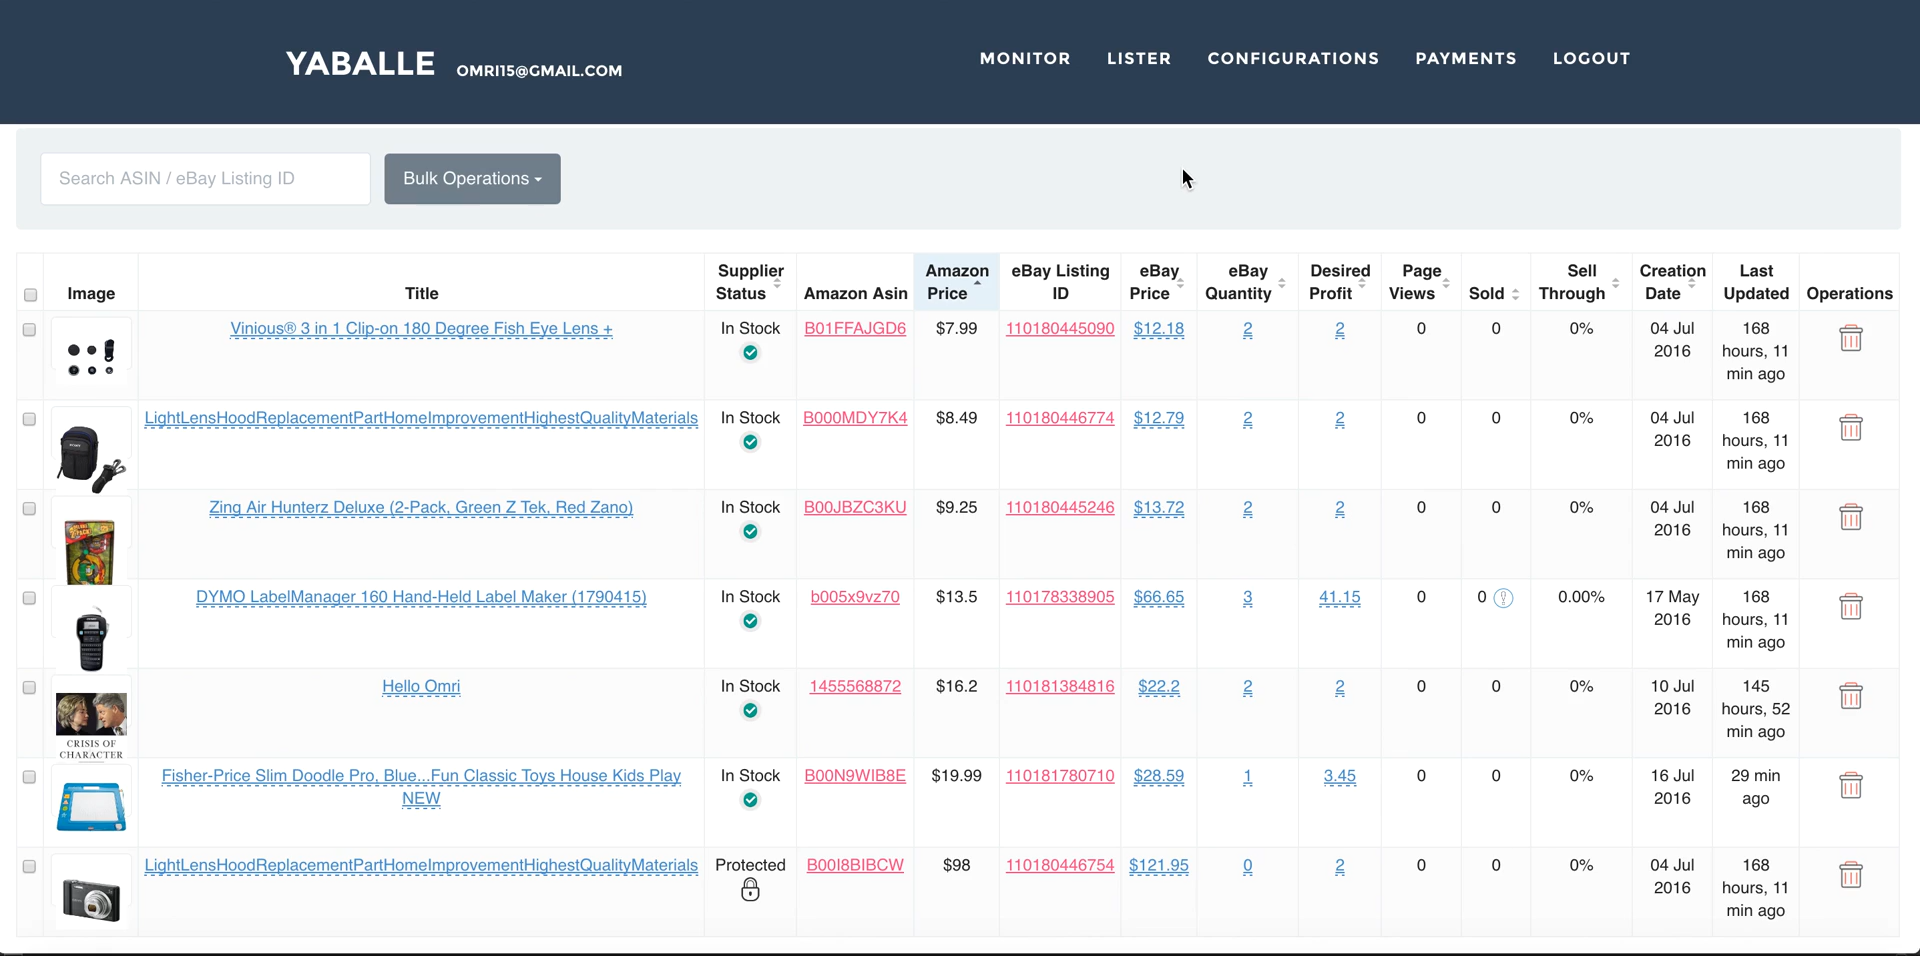 YABALLE OMRI15@GMAIL.COM MONITOR LISTER CONFIGURATIONS PAYMENTS LOGOUT
Search ASIN / eBay Listing ID Bulk Operations
Image Title Supplier Status Amazon Asin Amazon Price eBay Listing ID eBay Price eBay Quantity Desired Profit Page Views Sold Sell Through Creation Date Last Updated Operations
Vinious® 3 in 1 Clip-on 180 Degree Fish Eye Lens + In Stock B01FFAJGD6 $7.99 110180445090 $12.18 2 2 0 0 0% 04 Jul 2016 168 hours, 11 min ago
LightLensHoodReplacementPartHomeImprovementHighestQualityMaterials In Stock B000MDY7K4 $8.49 110180446774 $12.79 2 2 0 0 0% 04 Jul 2016 168 hours, 11 min ago
Zing Air Hunterz Deluxe (2-Pack, Green Z Tek, Red Zano) In Stock B00JBZC3KU $9.25 110180445246 $13.72 2 2 0 0 0% 04 Jul 2016 168 hours, 11 min ago
DYMO LabelManager 160 Hand-Held Label Maker (1790415) In Stock b005x9vz70 $13.5 110178338905 $66.65 3 41.15 0 0 0.00% 17 May 2016 168 hours, 11 min ago
Hello Omri In Stock 1455568872 $16.2 110181384816 $22.2 2 2 0 0 0% 10 Jul 2016 145 hours, 52 min ago
CRISIS OF
CHARACTER
Fisher-Price Slim Doodle Pro, Blue...Fun Classic Toys House Kids Play NEW In Stock B00N9WIB8E $19.99 110181780710 $28.59 1 3.45 0 0 0% 16 Jul 2016 29 min ago
LightLensHoodReplacementPartHomeImprovementHighestQualityMaterials Protected B00I8BIBCW $98 110180446754 $121.95 0 2 0 0 0% 04 Jul 2016 168 hours, 11 min ago